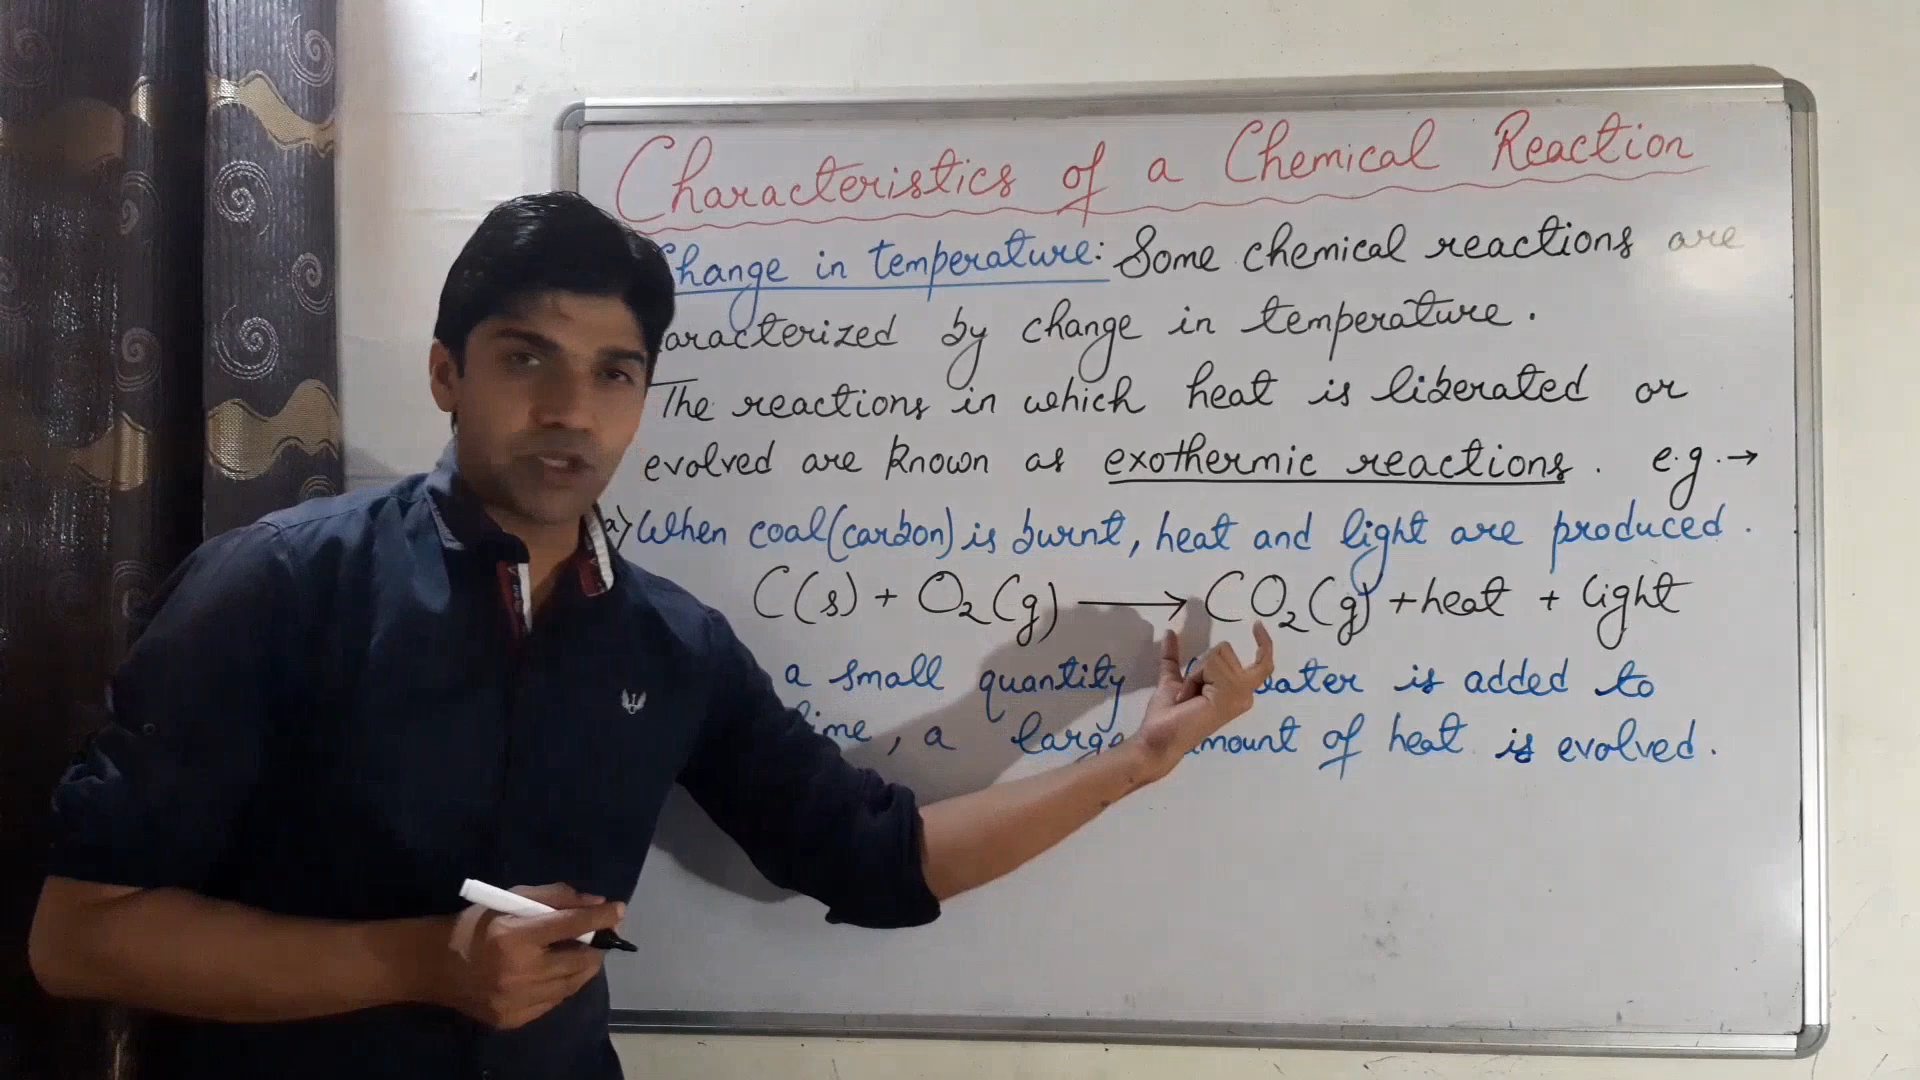 Characteristics of a Chemical Reaction
Change in temperature: Some chemical reactions are
by change in temperature.
The reactions in which heat is liberated or
evolved are known as exothermic reactions. e.g. →
a) When coal(carbon) is burnt, heat and light are produced.
C(s) + O₂(g) ⟶ CO₂(g) + heat + light
a small quantity water is added to
, a large amount of heat is evolved.